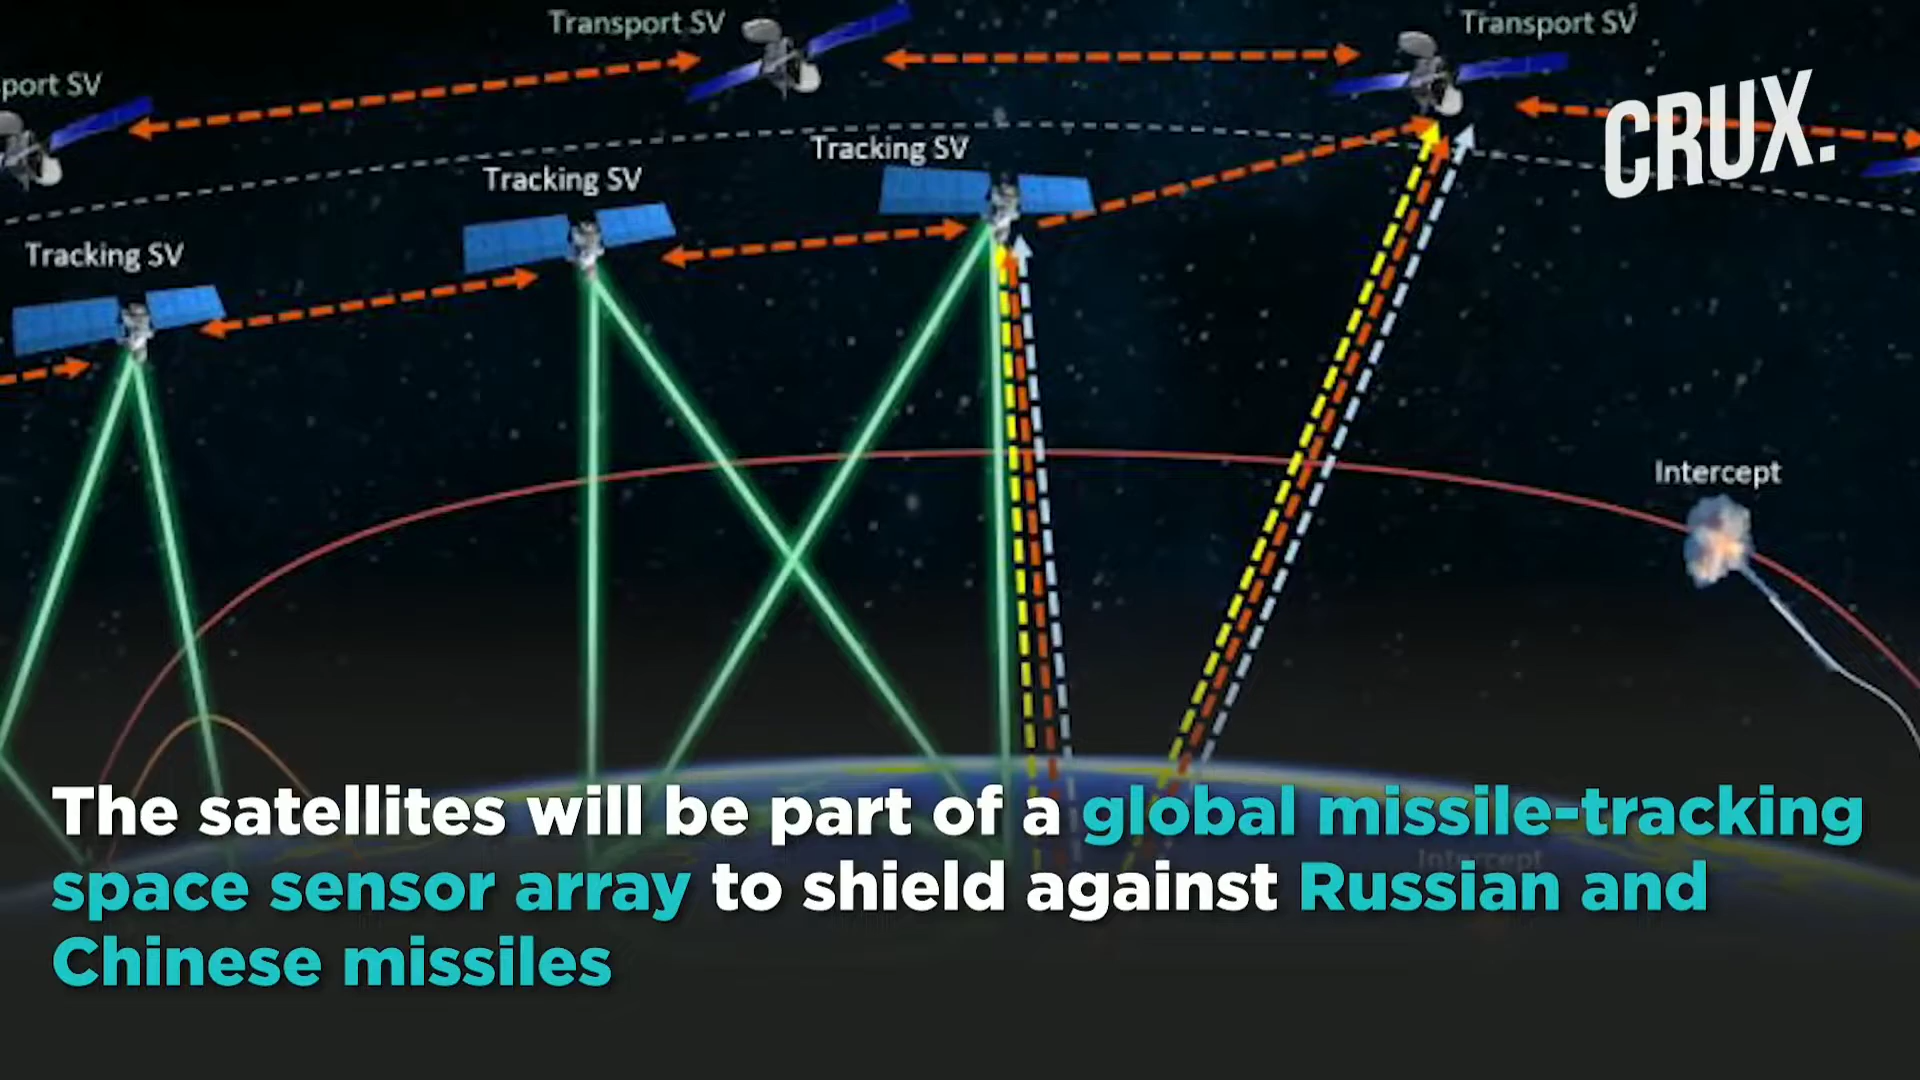 Transport SV
Transport SV
port SV
CRUX.
Tracking SV
Tracking SV
Tracking SV
Intercept
The satellites will be part of a global missile-tracking
space sensor array to shield against Russian and
Chinese missiles
Intercept